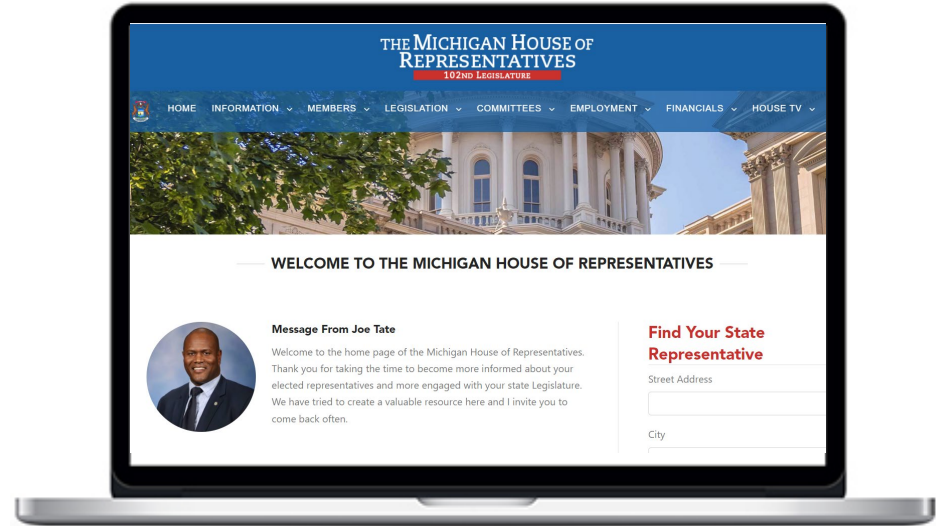 THE MICHIGAN HOUSE OF
REPRESENTATIVES
102ND LEGISLATURE
HOME INFORMATION MEMBERS LEGISLATION COMMITTEES EMPLOYMENT FINANCIALS HOUSE TV
WELCOME TO THE MICHIGAN HOUSE OF REPRESENTATIVES
Message From Joe Tate
Welcome to the home page of the Michigan House of Representatives.
Thank you for taking the time to become more informed about your
elected representatives and more engaged with your state Legislature.
We have tried to create a valuable resource here and I invite you to
come back often.
Find Your State
Representative
Street Address
City